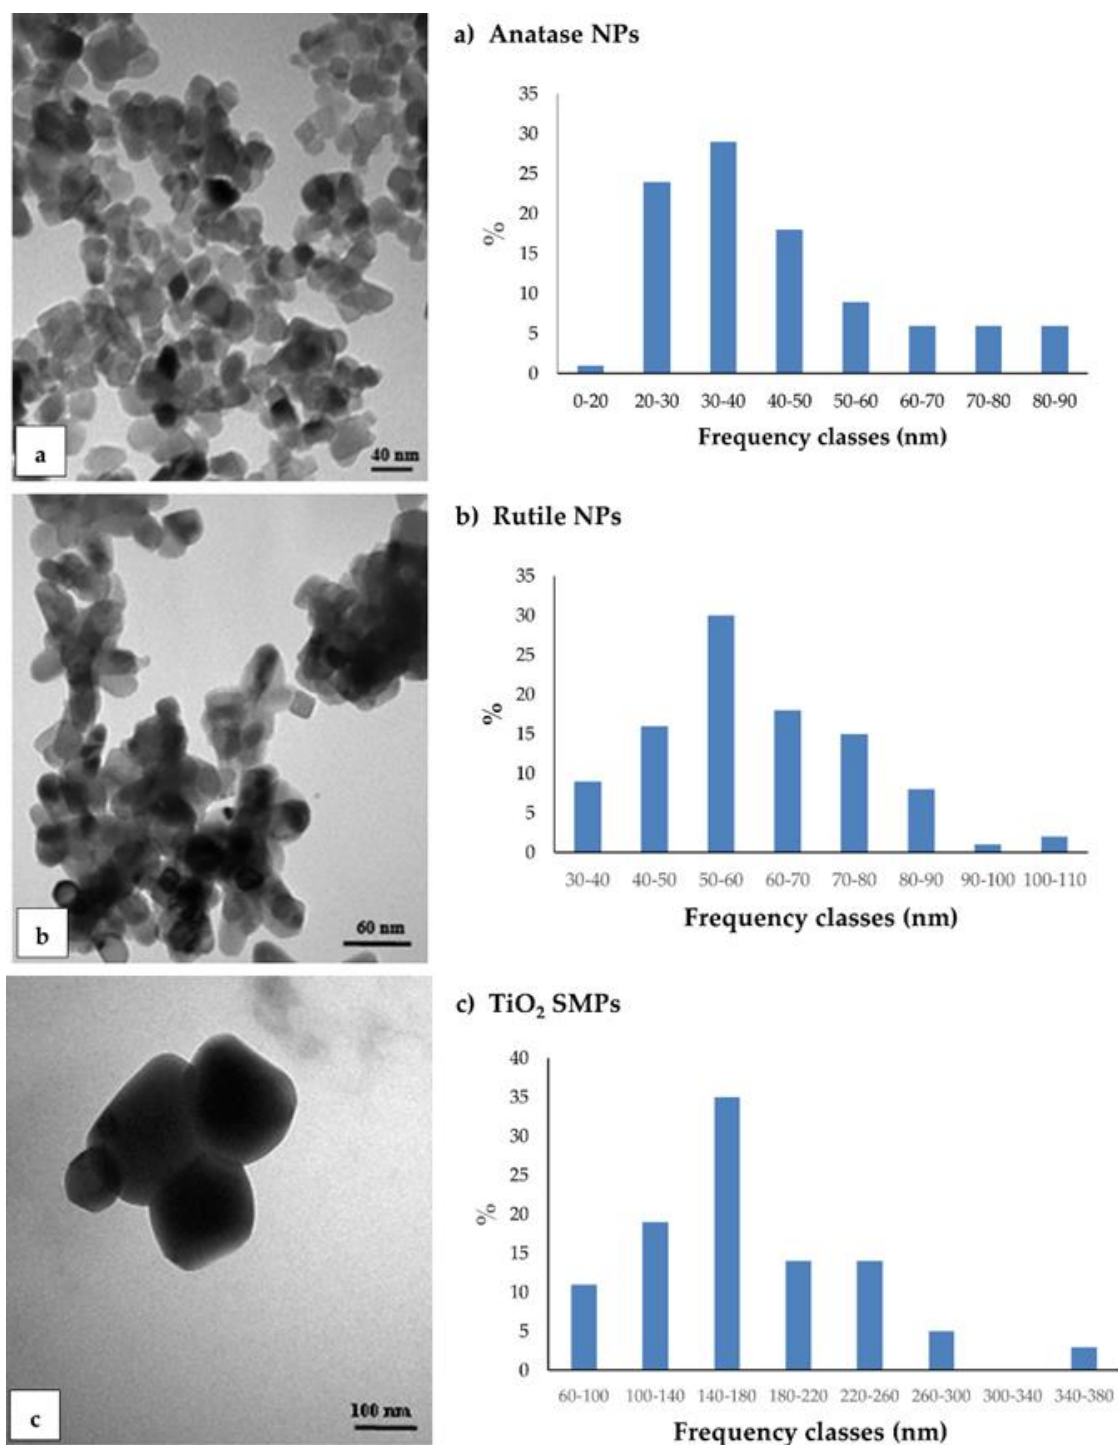 a) Anatase NPs
35
30
25
20
15
10
5
0
%
0-20 20-30 30-40 40-50 50-60 60-70 70-80 80-90
Frequency classes (nm)
a
40 nm
b) Rutile NPs
35
30
25
20
15
10
5
0
%
30-40 40-50 50-60 60-70 70-80 80-90 90-100 100-110
Frequency classes (nm)
b
60 nm
c) TiO₂ SMPs
40
35
30
25
20
15
10
5
0
%
60-100 100-140 140-180 180-220 220-260 260-300 300-340 340-380
Frequency classes (nm)
c
100 nm